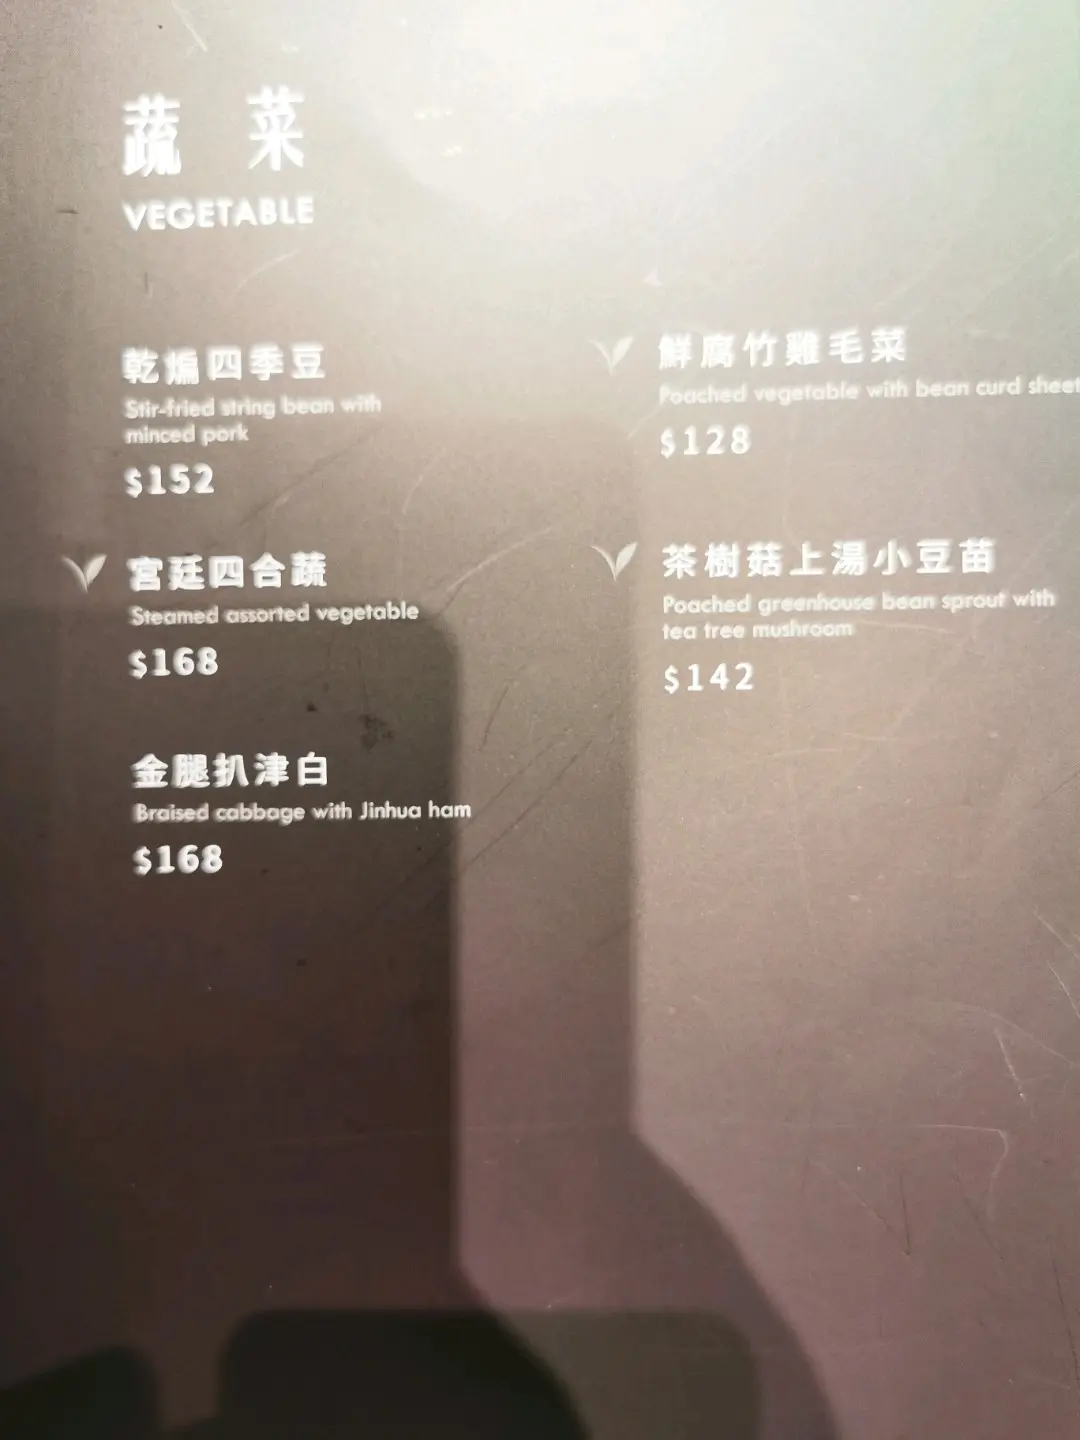 蔬菜
VEGETABLE
乾煸四季豆
Stir-fried string bean with
minced pork
$152
宮廷四合蔬
Steamed assorted vegetable
$168
金腿扒津白
Braised cabbage with Jinhua ham
$168
鮮腐竹雞毛菜
Poached vegetable with bean curd sheet
$128
茶樹菇上湯小豆苗
Poached greenhouse bean sprout with
tea tree mushroom
$142